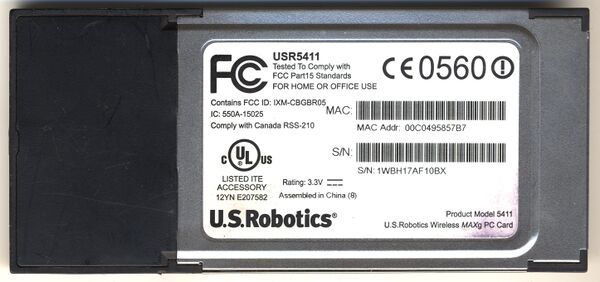 FC
USR5411
Tested To Comply with
FCC Part15 Standards
FOR HOME OR OFFICE USE
CE0560
Contains FCC ID: IXM-CBGBR05
IC: 550A-15025
Comply with Canada RSS-210
MAC:
MAC Addr: 00C0495857B7
S/N:
S/N: 1WBH17AF10BX
c UL US
LISTED ITE
ACCESSORY
12YN E207582
Rating: 3.3V
Assembled in China (8)
U.S.Robotics®
Product Model 5411
U.S.Robotics Wireless MAXg PC Card